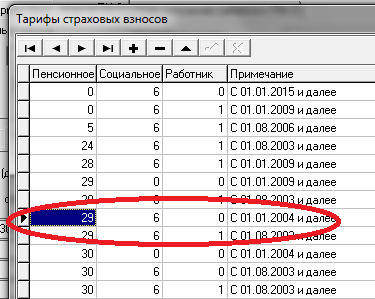 Тарифы страховых взносов
Пенсионное Социальное Работник Примечание
0 6 0 С 01.01.2015 и далее
0 6 1 С 01.01.2009 и далее
5 6 1 С 01.08.2006 и далее
24 6 1 С 01.08.2003 и далее
28 6 1 С 01.01.2009 и далее
29 0 0 С 01.01.2009 и далее
29 0 1 С 01.08.2003 и далее
29 6 0 С 01.01.2004 и далее
29 6 1 С 01.08.2003 и далее
30 0 0 С 01.01.2004 и далее
30 6 0 С 01.08.2003 и далее
30 6 1 С 01.08.2003 и далее